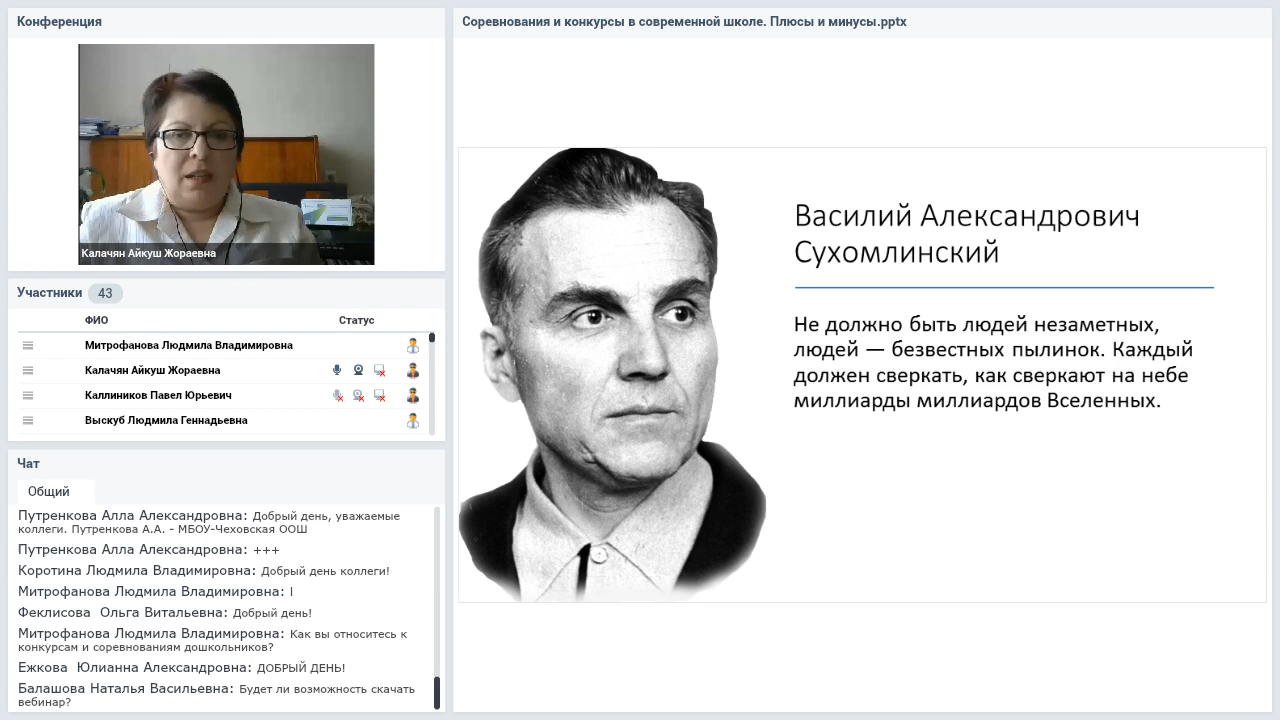 Конференция
Калачян Айкуш Жораевна
Участники 43
ФИО Статус
Митрофанова Людмила Владимировна
Калачян Айкуш Жораевна
Каллиников Павел Юрьевич
Выскуб Людмила Геннадьевна
Чат
Общий
Путренкова Алла Александровна: Добрый день, уважаемые
коллеги. Путренкова А.А. - МБОУ-Чеховская ООШ
Путренкова Алла Александровна: +++
Коротина Людмила Владимировна: Добрый день коллеги!
Митрофанова Людмила Владимировна: l
Феклисова Ольга Витальевна: Добрый день!
Митрофанова Людмила Владимировна: Как вы относитесь к
конкурсам и соревнованиям дошкольников?
Ежкова Юлианна Александровна: ДОБРЫЙ ДЕНЬ!
Балашова Наталья Васильевна: Будет ли возможность скачать
вебинар?
Соревнования и конкурсы в современной школе. Плюсы и минусы.pptx
Василий Александрович
Сухомлинский
Не должно быть людей незаметных,
людей — безвестных пылинок. Каждый
должен сверкать, как сверкают на небе
миллиарды миллиардов Вселенных.